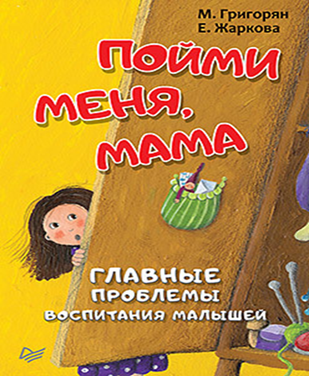 М. Григорян
Е. Жаркова
ПОЙМИ
МЕНЯ,
МАМА
ГЛАВНЫЕ
ПРОБЛЕМЫ
ВОСПИТАНИЯ МАЛЫШЕЙ